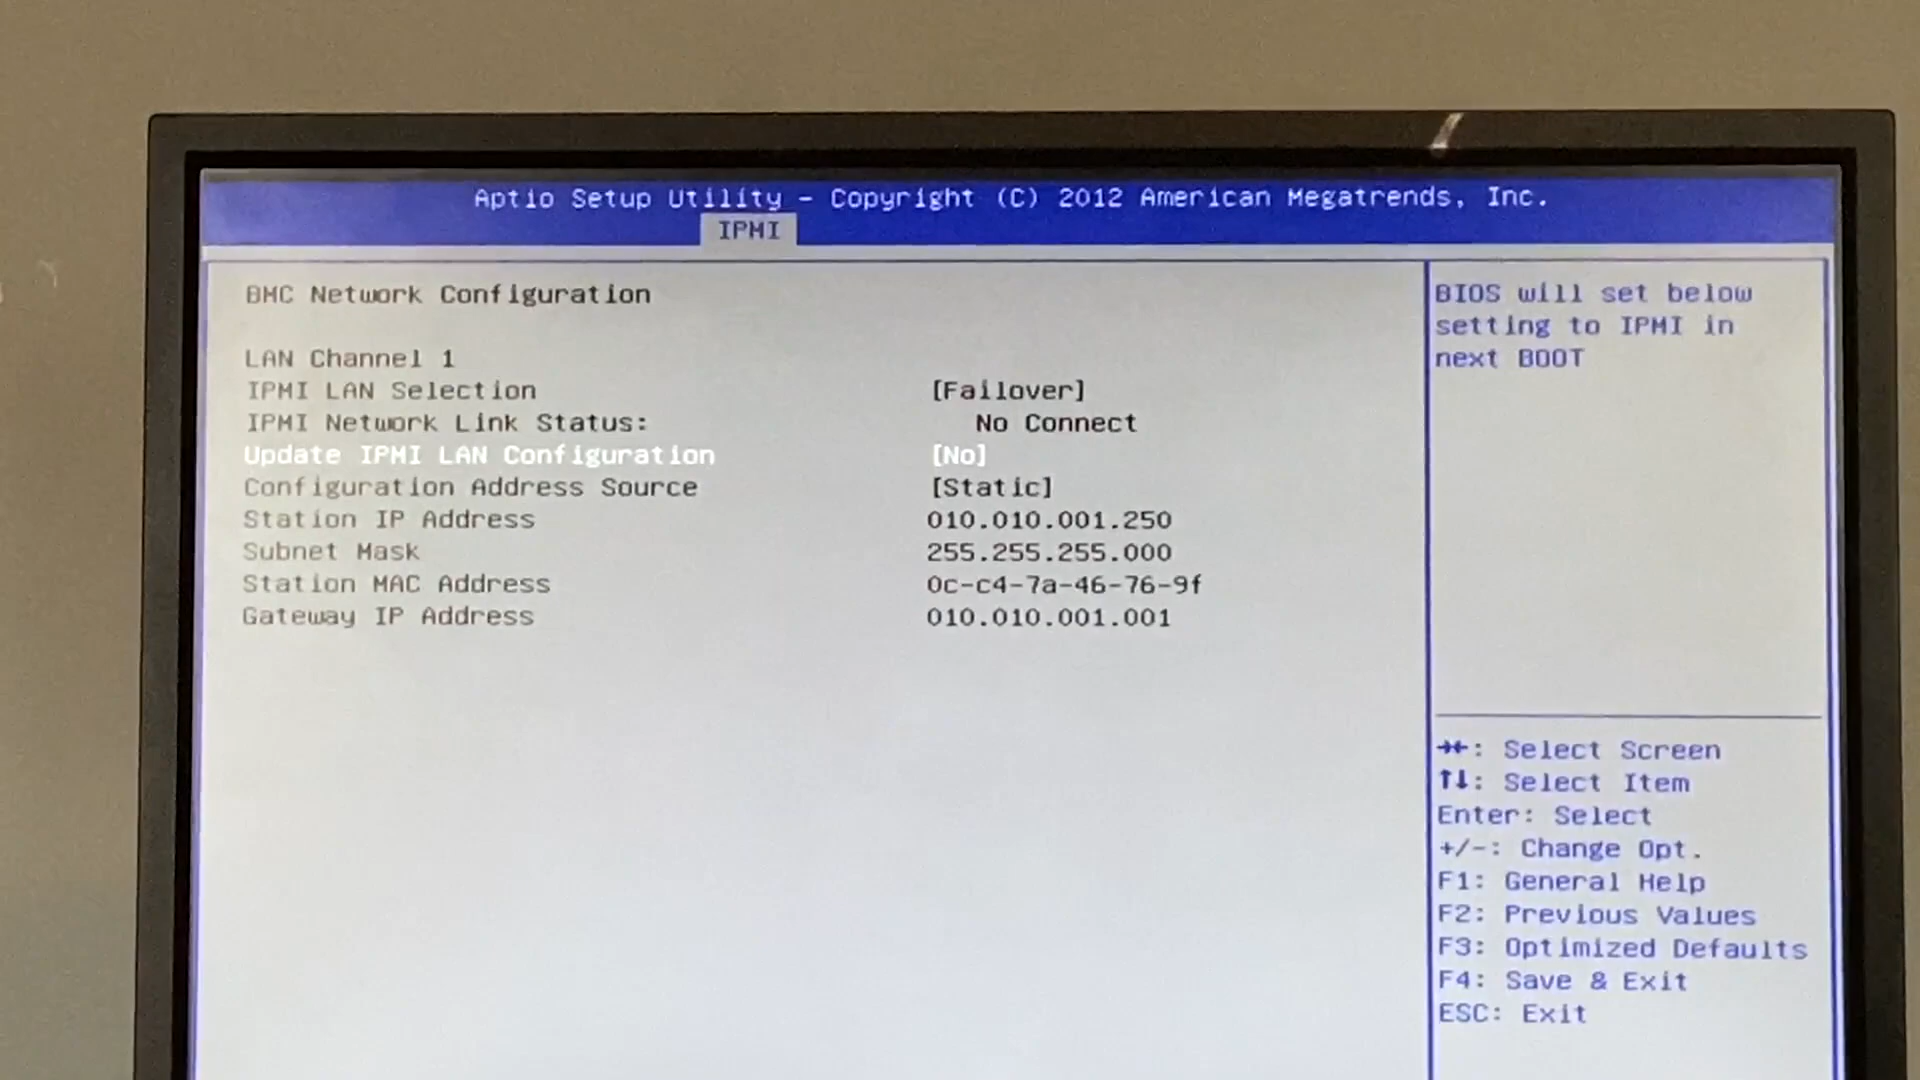 Aptio Setup Utility - Copyright (C) 2012 American Megatrends, Inc.
IPMI
BMC Network Configuration
LAN Channel 1
IPMI LAN Selection [Failover]
IPMI Network Link Status: No Connect
Update IPMI LAN Configuration [No]
Configuration Address Source [Static]
Station IP Address 010.010.001.250
Subnet Mask 255.255.255.000
Station MAC Address 0c-c4-7a-46-76-9f
Gateway IP Address 010.010.001.001
BIOS will set below
setting to IPMI in
next BOOT
→←: Select Screen
↑↓: Select Item
Enter: Select
+/-: Change Opt.
F1: General Help
F2: Previous Values
F3: Optimized Defaults
F4: Save & Exit
ESC: Exit